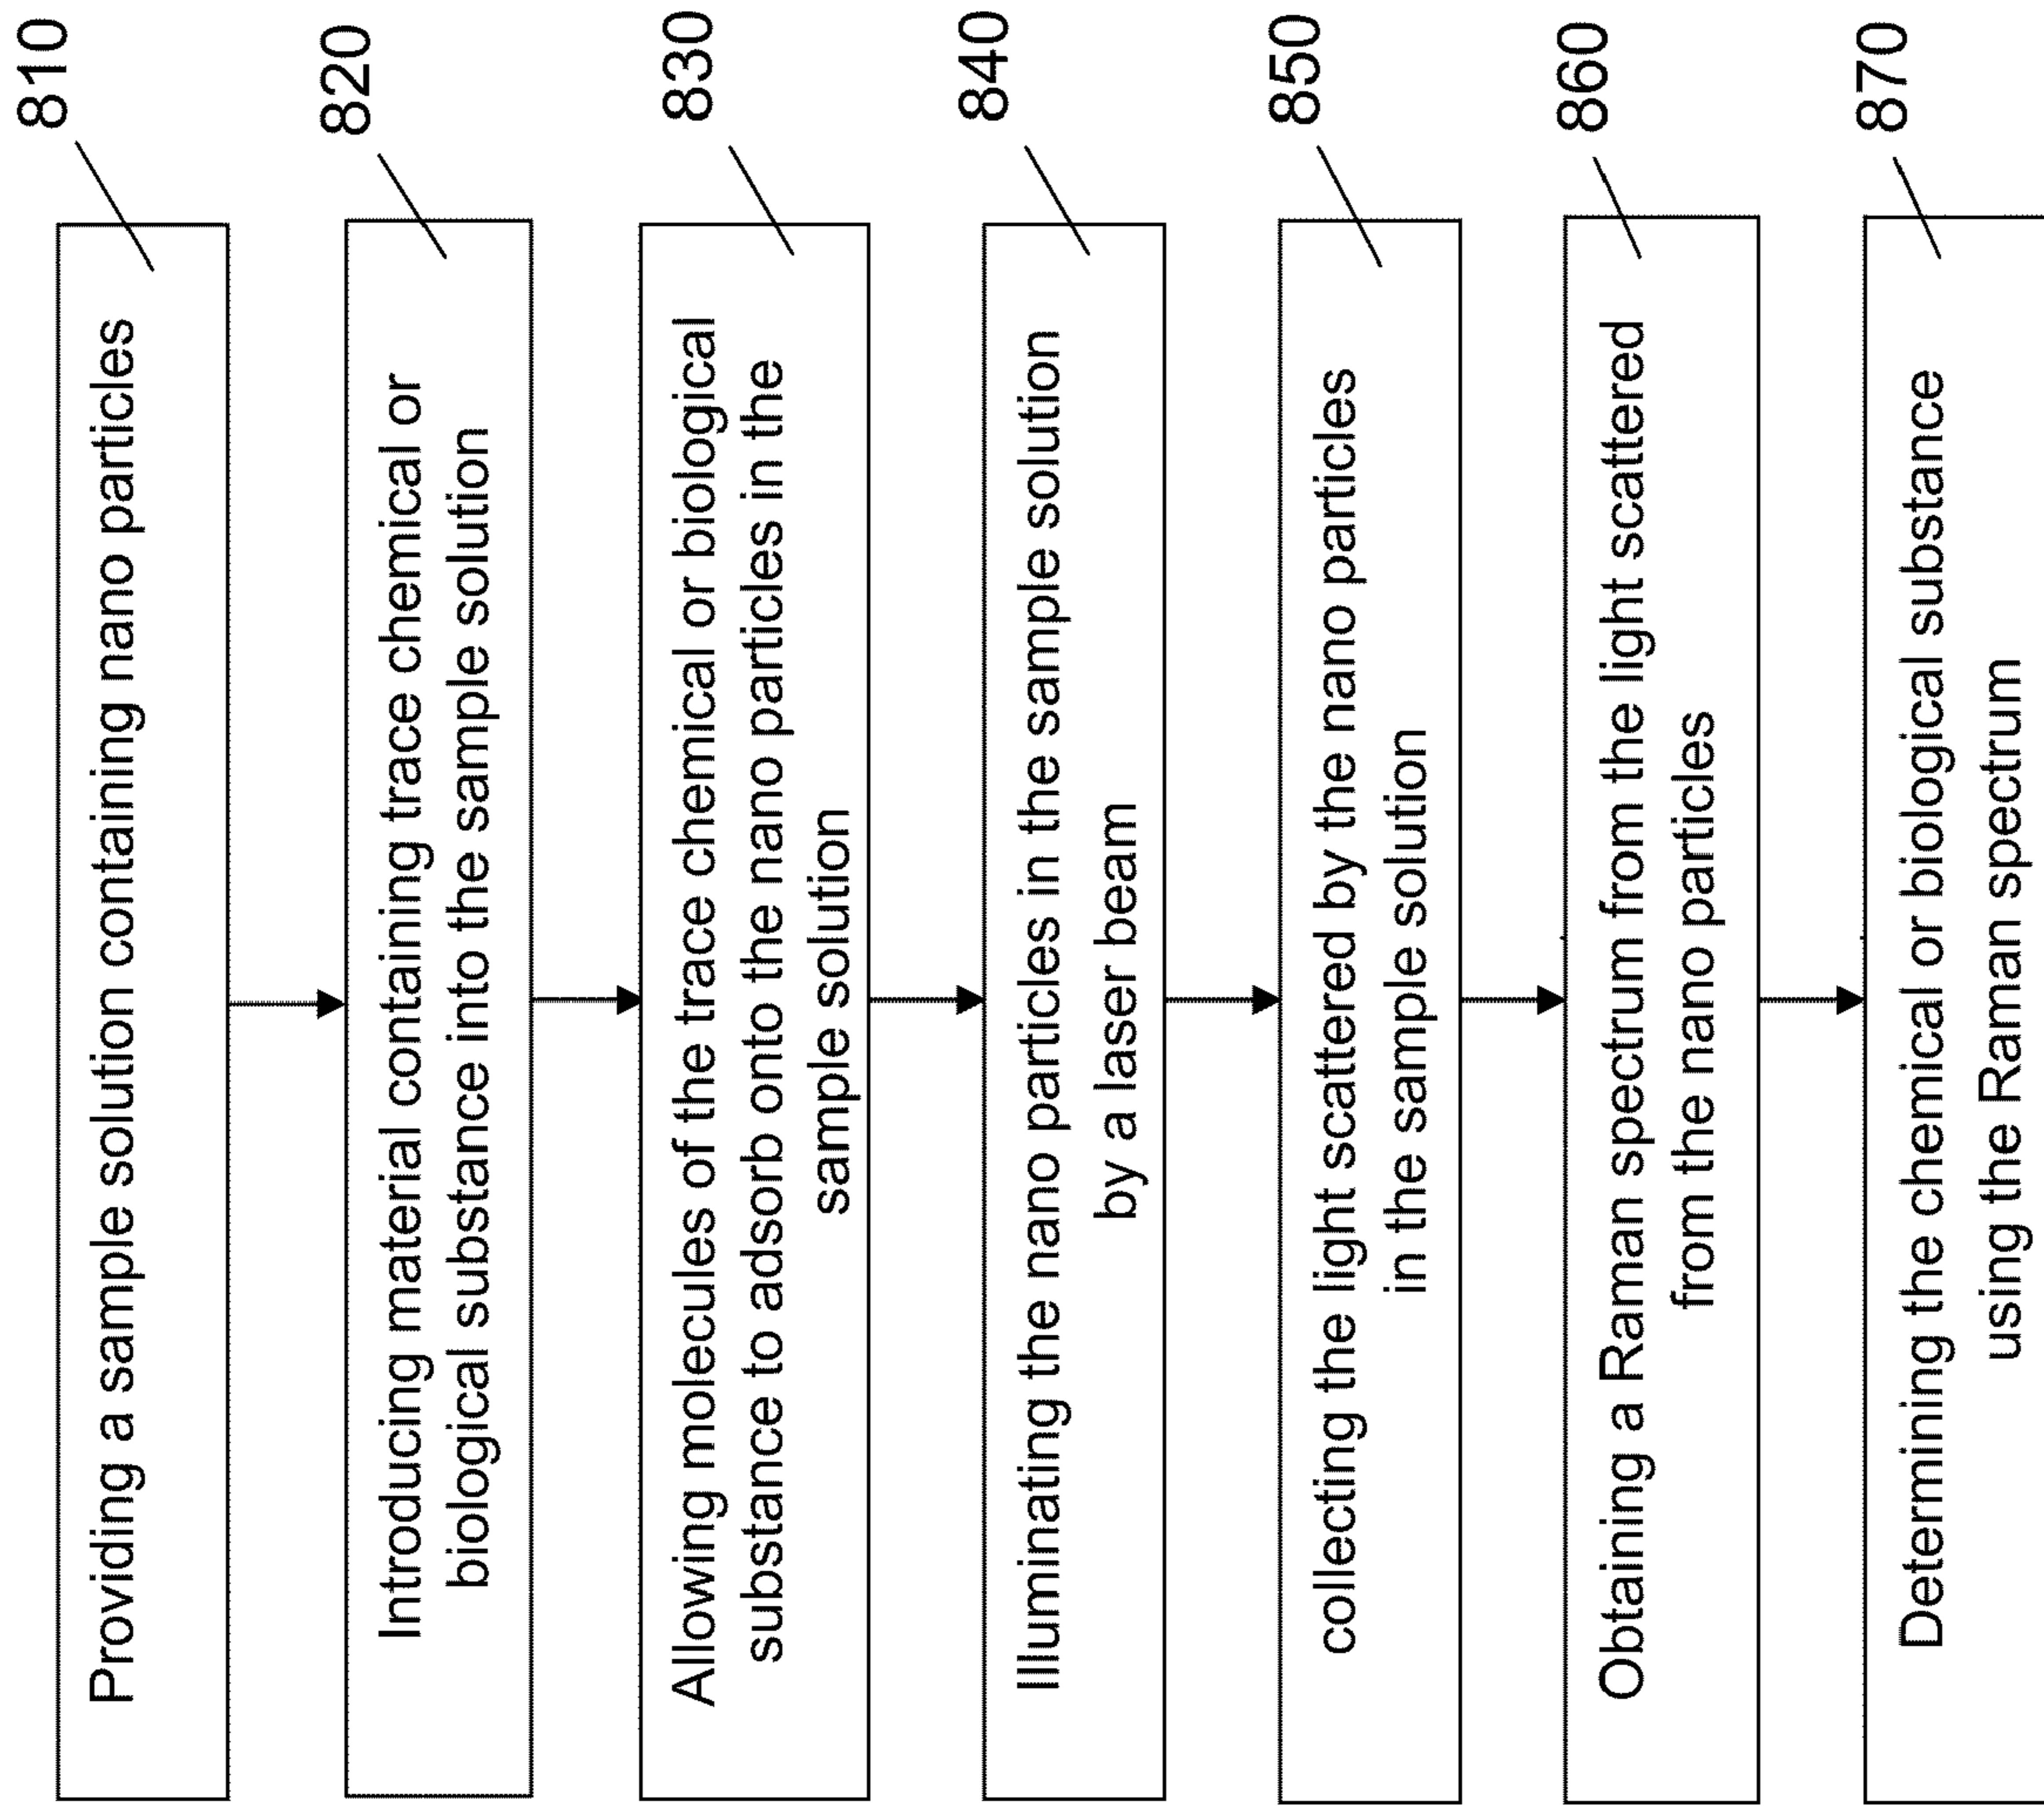 810
Providing a sample solution containing nano particles
820
Introducing material containing trace chemical or
biological substance into the sample solution
830
Allowing molecules of the trace chemical or biological
substance to adsorb onto the nano particles in the
sample solution
840
Illuminating the nano particles in the sample solution
by a laser beam
850
collecting the light scattered by the nano particles
in the sample solution
860
Obtaining a Raman spectrum from the light scattered
from the nano particles
870
Determining the chemical or biological substance
using the Raman spectrum